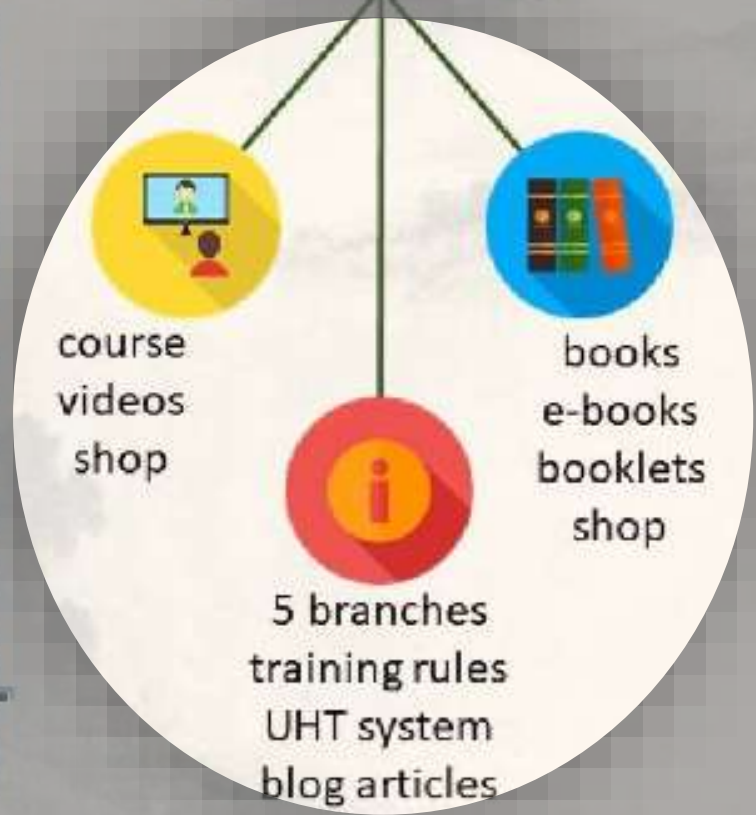 course
videos
shop
books
e-books
booklets
shop
i
5 branches
training rules
UHT system
blog articles